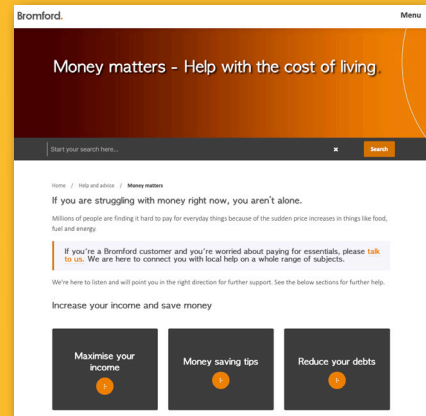 Bromford.
Menu
Money matters - Help with the cost of living.
Start your search here...
Search
Home / Help and advice / Money matters
If you are struggling with money right now, you aren't alone.
Millions of people are finding it hard to pay for everyday things because of the sudden price increases in things like food,
fuel and energy.
If you're a Bromford customer and you're worried about paying for essentials, please talk
to us. We are here to connect you with local help on a whole range of subjects.
We're here to listen and will point you in the right direction for further support. See the below sections for further help.
Increase your income and save money
Maximise your
income
Money saving tips
Reduce your debts